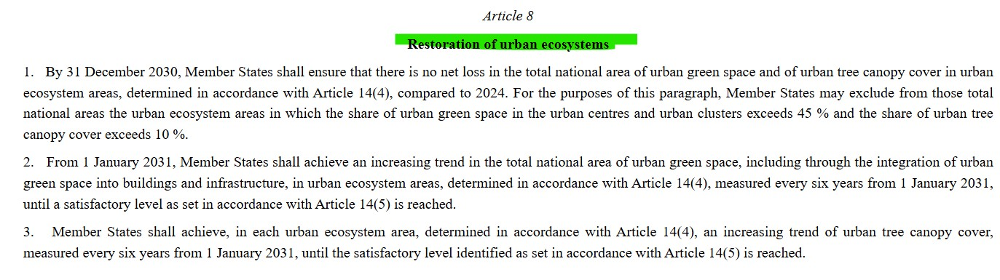 Article 8
Restoration of urban ecosystems
1. By 31 December 2030, Member States shall ensure that there is no net loss in the total national area of urban green space and of urban tree canopy cover in urban
ecosystem areas, determined in accordance with Article 14(4), compared to 2024. For the purposes of this paragraph, Member States may exclude from those total
national areas the urban ecosystem areas in which the share of urban green space in the urban centres and urban clusters exceeds 45 % and the share of urban tree
canopy cover exceeds 10 %.
2. From 1 January 2031, Member States shall achieve an increasing trend in the total national area of urban green space, including through the integration of urban
green space into buildings and infrastructure, in urban ecosystem areas, determined in accordance with Article 14(4), measured every six years from 1 January 2031,
until a satisfactory level as set in accordance with Article 14(5) is reached.
3. Member States shall achieve, in each urban ecosystem area, determined in accordance with Article 14(4), an increasing trend of urban tree canopy cover,
measured every six years from 1 January 2031, until the satisfactory level identified as set in accordance with Article 14(5) is reached.